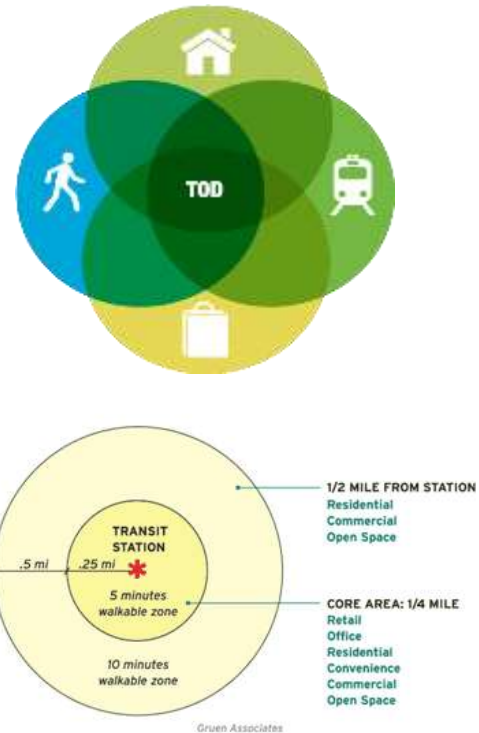 TOD
1/2 MILE FROM STATION
Residential
Commercial
Open Space
TRANSIT
STATION
.5 mi
.25 mi
5 minutes
walkable zone
10 minutes
walkable zone
CORE AREA: 1/4 MILE
Retail
Office
Residential
Convenience
Commercial
Open Space
Gruen Associates